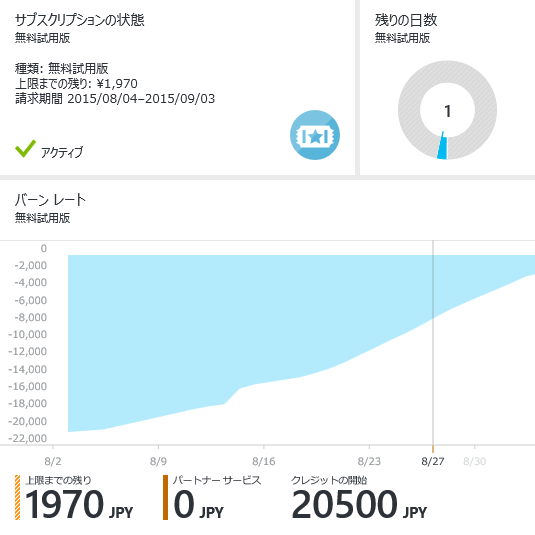 サブスクリプションの状態
無料試用版
種類: 無料試用版
上限までの残り: ¥1,970
請求期間 2015/08/04–2015/09/03
アクティブ
残りの日数
無料試用版
1
バーン レート
無料試用版
0
-2,000
-4,000
-6,000
-8,000
-10,000
-12,000
-14,000
-16,000
-18,000
-20,000
-22,000
8/2 8/9 8/16 8/23 8/27 8/30
上限までの残り
1970 JPY
パートナー サービス
0 JPY
クレジットの開始
20500 JPY